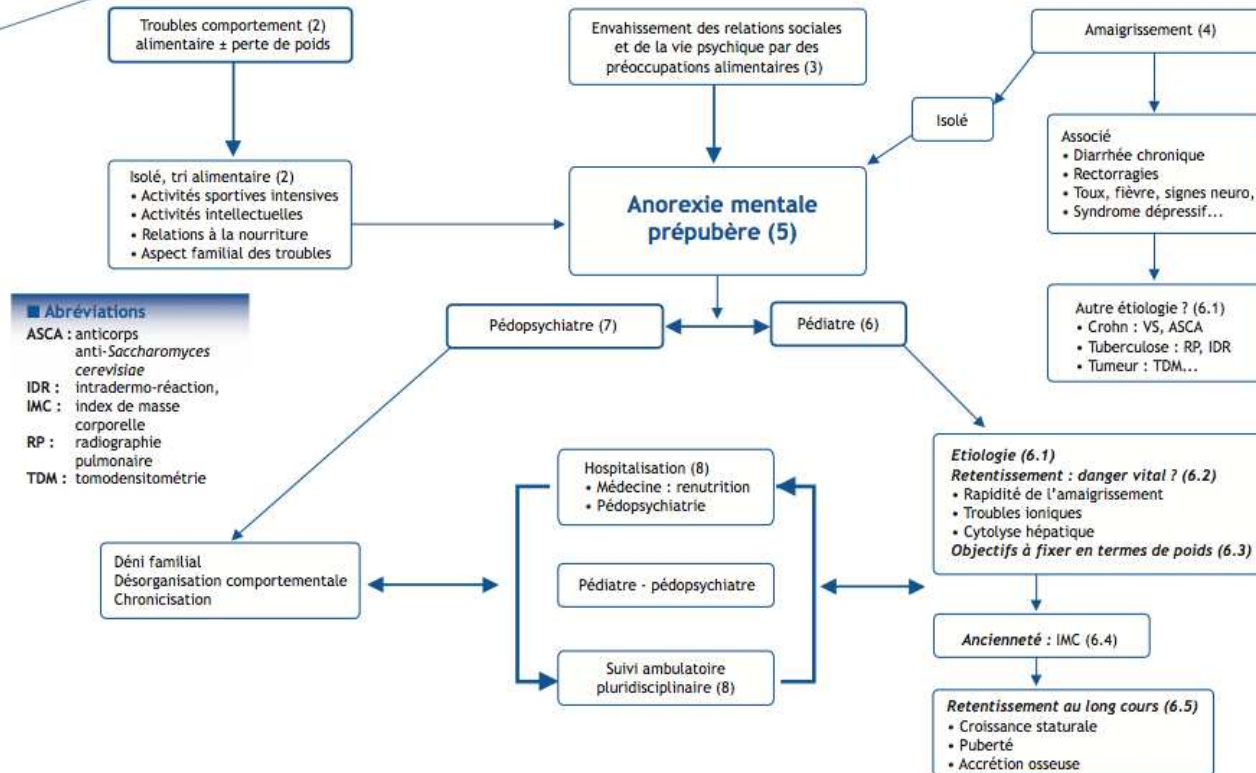 Troubles comportement (2)
alimentaire ± perte de poids
Envahissement des relations sociales
et de la vie psychique par des
préoccupations alimentaires (3)
Amaigrissement (4)
Isolé
Isolé, tri alimentaire (2)
• Activités sportives intensives
• Activités intellectuelles
• Relations à la nourriture
• Aspect familial des troubles
Anorexie mentale
prépubère (5)
Associé
• Diarrhée chronique
• Rectorragies
• Toux, fièvre, signes neuro,
• Syndrome dépressif...
Autre étiologie ? (6.1)
• Crohn : VS, ASCA
• Tuberculose : RP, IDR
• Tumeur : TDM...
■ Abréviations
ASCA : anticorps
anti-Saccharomyces
cerevisiae
IDR : intradermo-réaction,
IMC : index de masse
corporelle
RP : radiographie
pulmonaire
TDM : tomodensitométrie
Pédopsychiatre (7)
Pédiatre (6)
Hospitalisation (8)
• Médecine : renutrition
• Pédopsychiatrie
Pédiatre - pédopsychiatre
Suivi ambulatoire
pluridisciplinaire (8)
Déni familial
Désorganisation comportementale
Chronicisation
Etiologie (6.1)
Retentissement : danger vital ? (6.2)
• Rapidité de l'amaigrissement
• Troubles ioniques
• Cytolyse hépatique
Objectifs à fixer en termes de poids (6.3)
Ancienneté : IMC (6.4)
Retentissement au long cours (6.5)
• Croissance staturale
• Puberté
• Accrétion osseuse